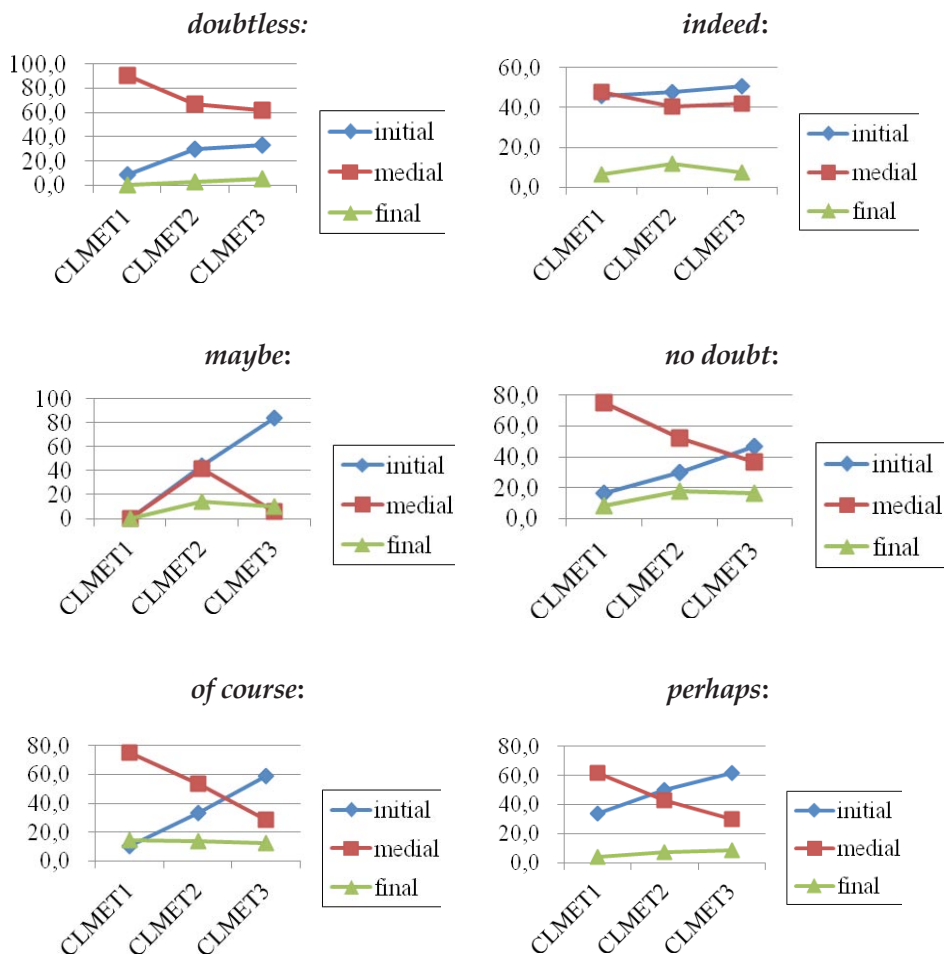 doubtless:
100,0
80,0
60,0
40,0
20,0
0,0
CLMET1
CLMET2
CLMET3
initial
medial
final
indeed:
60,0
40,0
20,0
0,0
CLMET1
CLMET2
CLMET3
initial
medial
final
maybe:
100
80
60
40
20
0
CLMET1
CLMET2
CLMET3
initial
medial
final
no doubt:
80,0
60,0
40,0
20,0
0,0
CLMET1
CLMET2
CLMET3
initial
medial
final
of course:
80,0
60,0
40,0
20,0
0,0
CLMET1
CLMET2
CLMET3
initial
medial
final
perhaps:
80,0
60,0
40,0
20,0
0,0
CLMET1
CLMET2
CLMET3
initial
medial
final